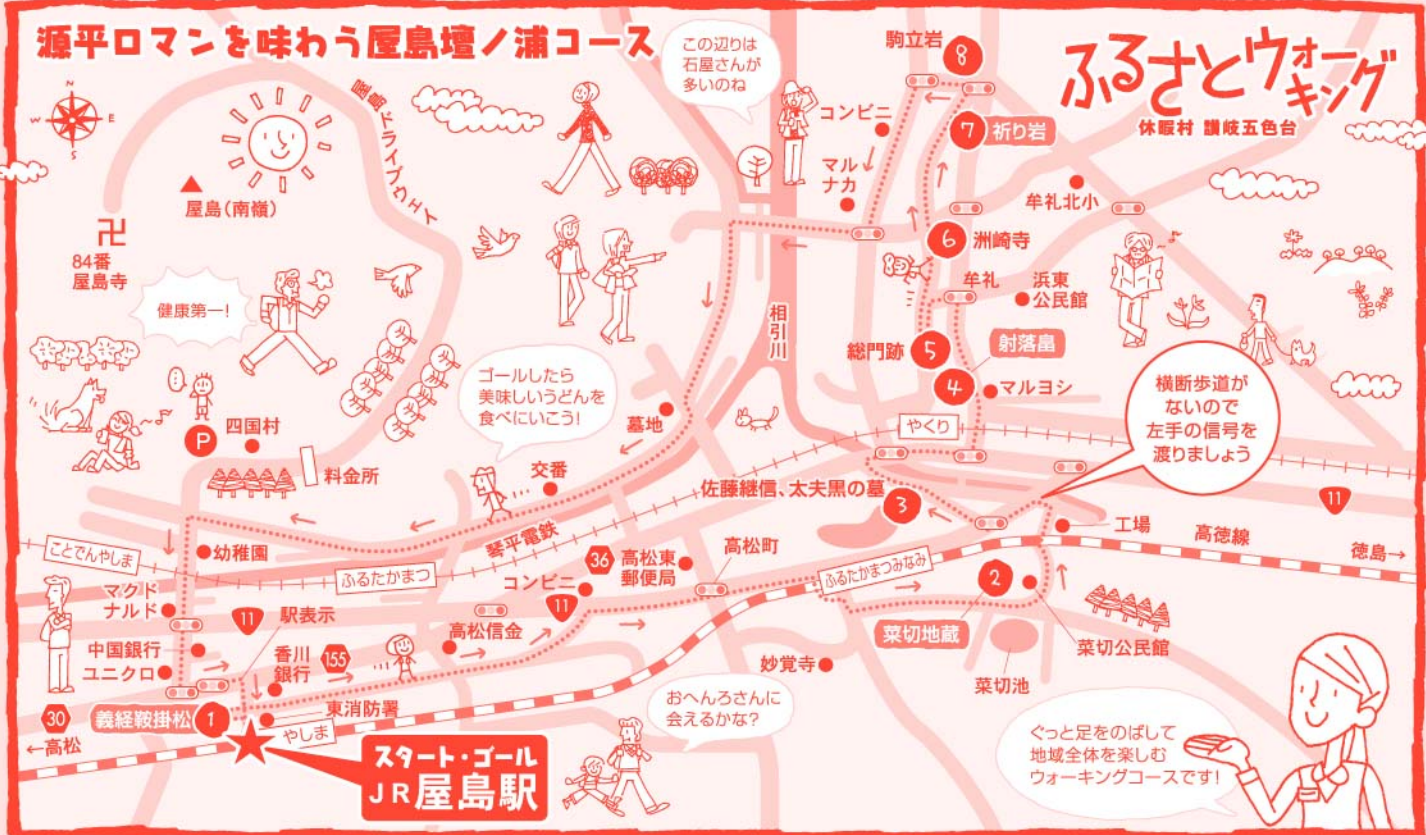 源平ロマンを味わう屋島壇ノ浦コース
ふるさとウォーキング
休暇村 讃岐五色台
N
W
E
S
屋島ドライブウェイ
屋島(南嶺)
卍
84番
屋島寺
健康第一!
この辺りは
石屋さんが
多いのね
駒立岩
8
コンビニ
7
祈り岩
マル
ナカ
牟礼北小
6
洲崎寺
牟礼
浜東
公民館
相引川
総門跡
5
射落畠
4
マルヨシ
横断歩道が
ないので
左手の信号を
渡りましょう
ゴールしたら
美味しいうどんを
食べにいこう!
…
P
四国村
料金所
墓地
交番
やくり
佐藤継信、太夫黒の墓
3
11
工場
高徳線
徳島→
琴平電鉄
ことでんやしま
幼稚園
ふるたかまつ
36
高松東
郵便局
高松町
ふるたかまつみなみ
コンビニ
11
マクド
ナルド
11
駅表示
高松信金
2
菜切地蔵
菜切公民館
菜切池
中国銀行
ユニクロ
香川
銀行
155
妙覚寺
30
←高松
義経鞍掛松
1
東消防署
やしま
スタート・ゴール
JR屋島駅
おへんろさんに
会えるかな?
ぐっと足をのばして
地域全体を楽しむ
ウォーキングコースです!